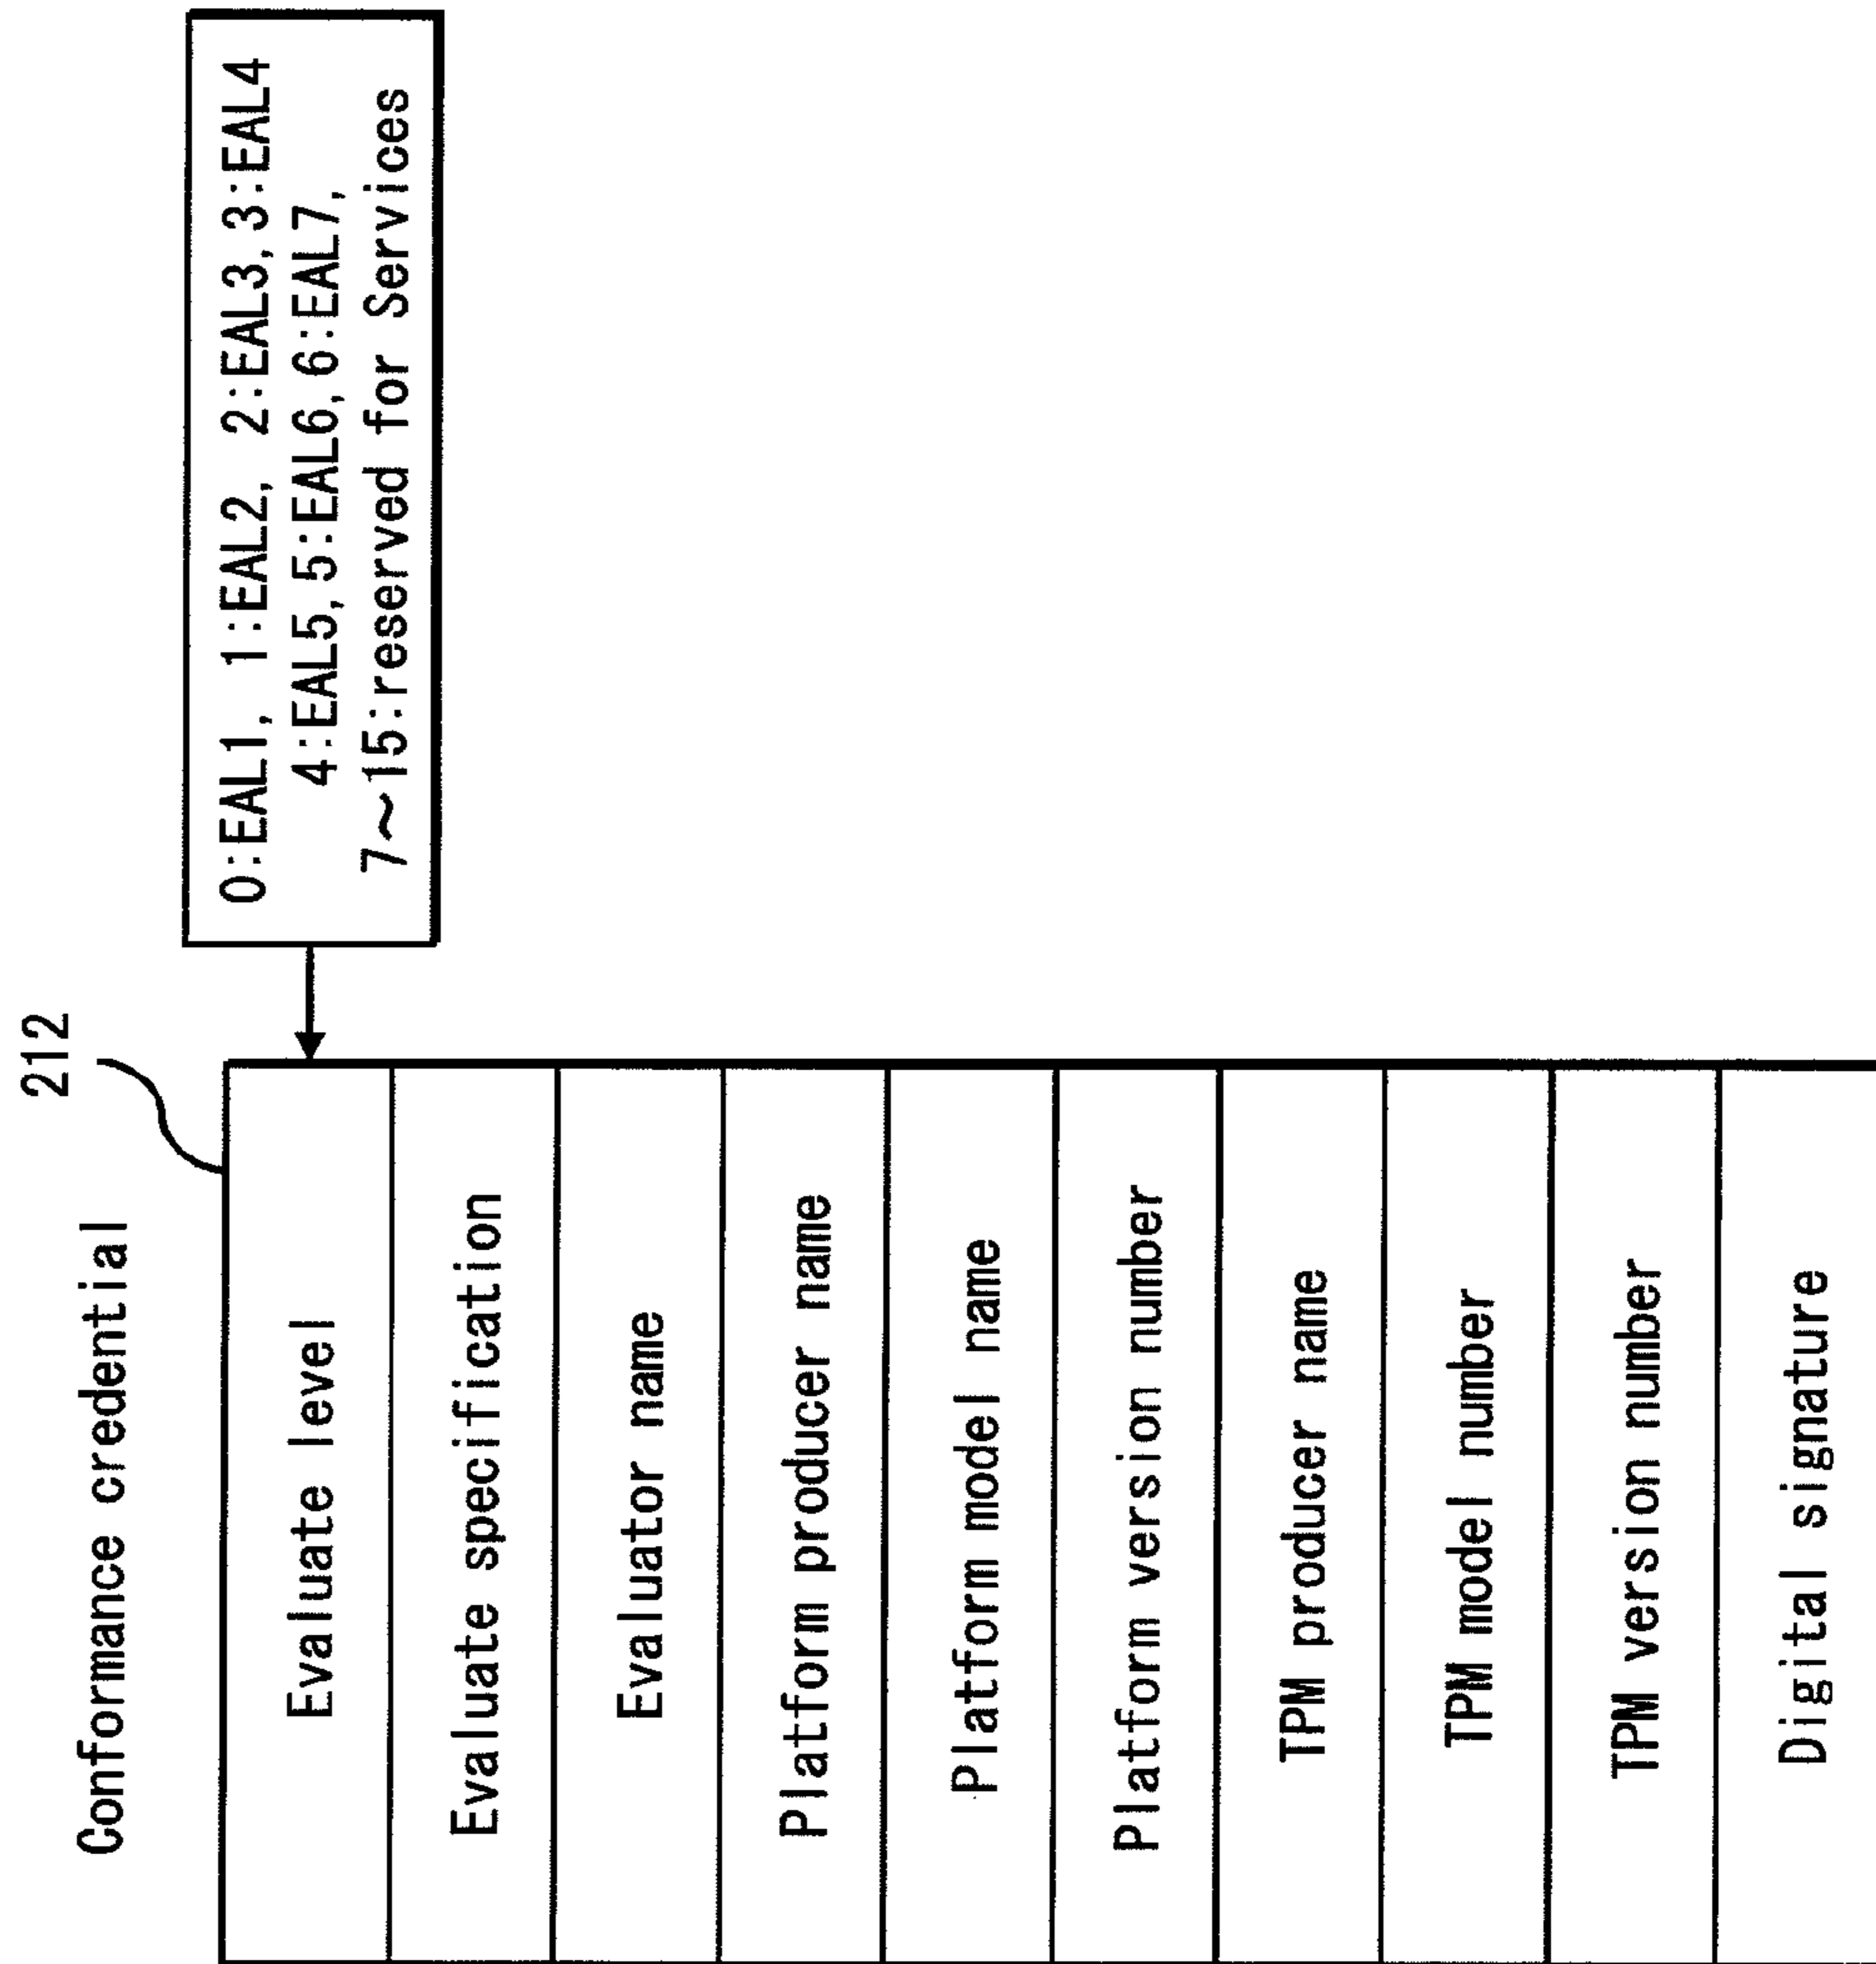 Conformance credential
212
Evaluate level
Evaluate specification
Evaluator name
Platform producer name
Platform model name
Platform version number
TPM producer name
TPM model number
TPM version number
Digital signature
0:EAL1, 1:EAL2, 2:EAL3, 3:EAL4
4:EAL5, 5:EAL6, 6:EAL7,
7~15:reserved for Services